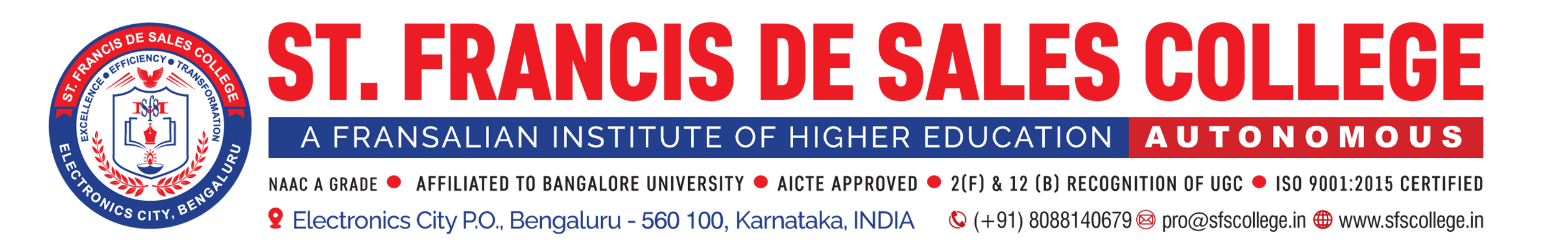 ST. FRANCIS DE SALES COLLEGE
EXCELLENCE • EFFICIENCY • TRANSFORMATION
SFS
ELECTRONICS CITY, BENGALURU
ST. FRANCIS DE SALES COLLEGE
A FRANSALIAN INSTITUTE OF HIGHER EDUCATION AUTONOMOUS
NAAC A GRADE • AFFILIATED TO BANGALORE UNIVERSITY • AICTE APPROVED • 2(F) & 12 (B) RECOGNITION OF UGC • ISO 9001:2015 CERTIFIED
Electronics City P.O., Bengaluru - 560 100, Karnataka, INDIA (+91) 8088140679 pro@sfscollege.in www.sfscollege.in